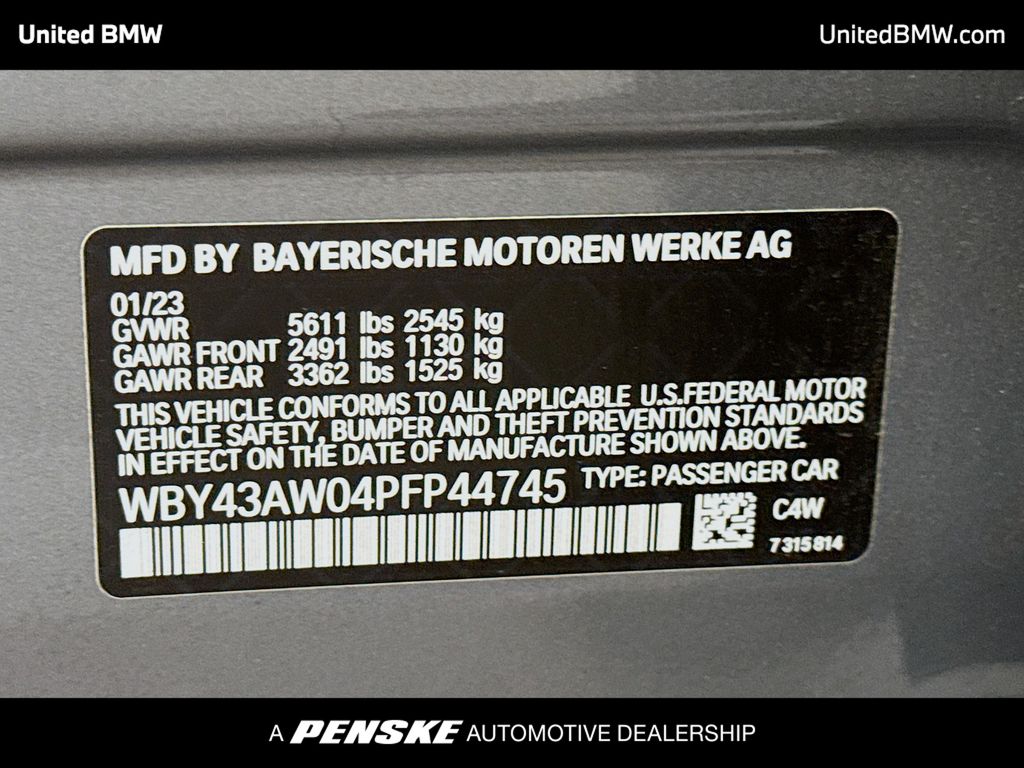 United BMW
UnitedBMW.com
MFD BY BAYERISCHE MOTOREN WERKE AG
01/23
GVWR 5611 lbs 2545 kg
GAWR FRONT 2491 lbs 1130 kg
GAWR REAR 3362 lbs 1525 kg
THIS VEHICLE CONFORMS TO ALL APPLICABLE U.S.FEDERAL MOTOR
VEHICLE SAFETY, BUMPER AND THEFT PREVENTION STANDARDS
IN EFFECT ON THE DATE OF MANUFACTURE SHOWN ABOVE.
WBY43AW04PFP44745 TYPE: PASSENGER CAR
C4W
7315814
A PENSKE AUTOMOTIVE DEALERSHIP